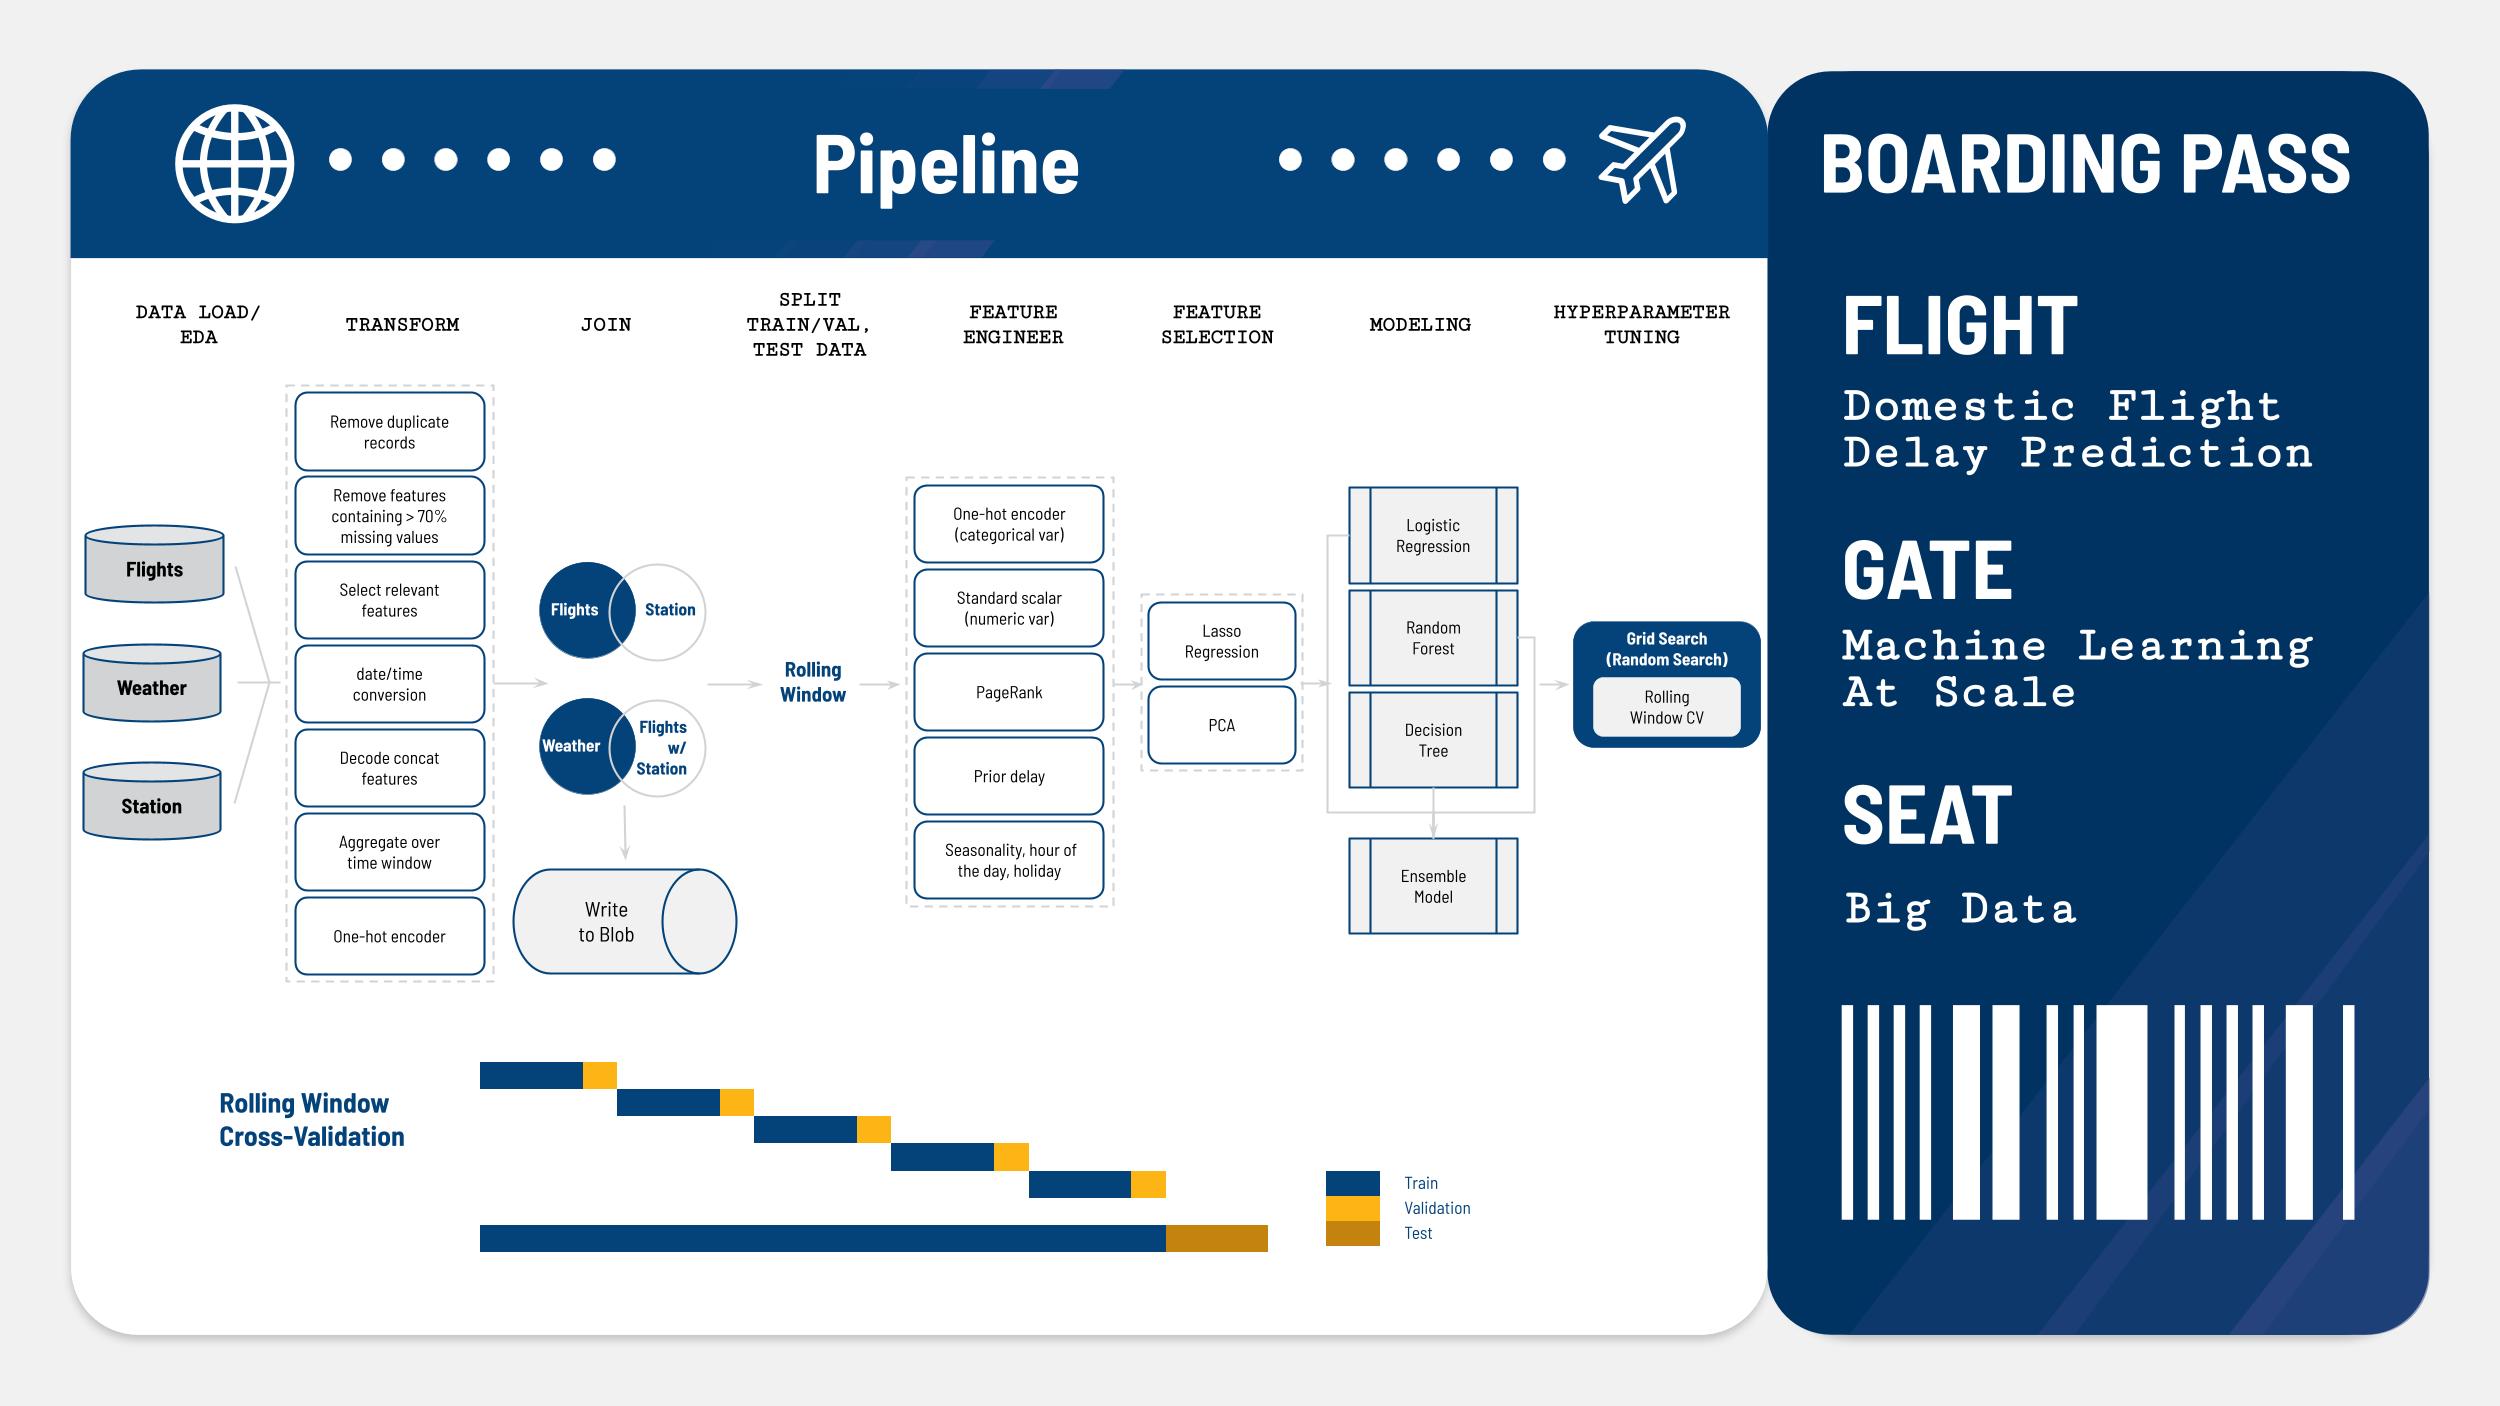 Pipeline
BOARDING PASS
DATA LOAD/
EDA
TRANSFORM
JOIN
SPLIT
TRAIN/VAL,
TEST DATA
FEATURE
ENGINEER
FEATURE
SELECTION
MODELING
HYPERPARAMETER
TUNING
Flights
Weather
Station
Remove duplicate
records
Remove features
containing > 70%
missing values
Select relevant
features
date/time
conversion
Decode concat
features
Aggregate over
time window
One-hot encoder
Flights
Station
Weather
Flights
w/
Station
Write
to Blob
Rolling
Window
One-hot encoder
(categorical var)
Standard scalar
(numeric var)
PageRank
Prior delay
Seasonality, hour of
the day, holiday
Lasso
Regression
PCA
Logistic
Regression
Random
Forest
Decision
Tree
Ensemble
Model
Grid Search
(Random Search)
Rolling
Window CV
Rolling Window
Cross-Validation
Train
Validation
Test
FLIGHT
Domestic Flight
Delay Prediction
GATE
Machine Learning
At Scale
SEAT
Big Data